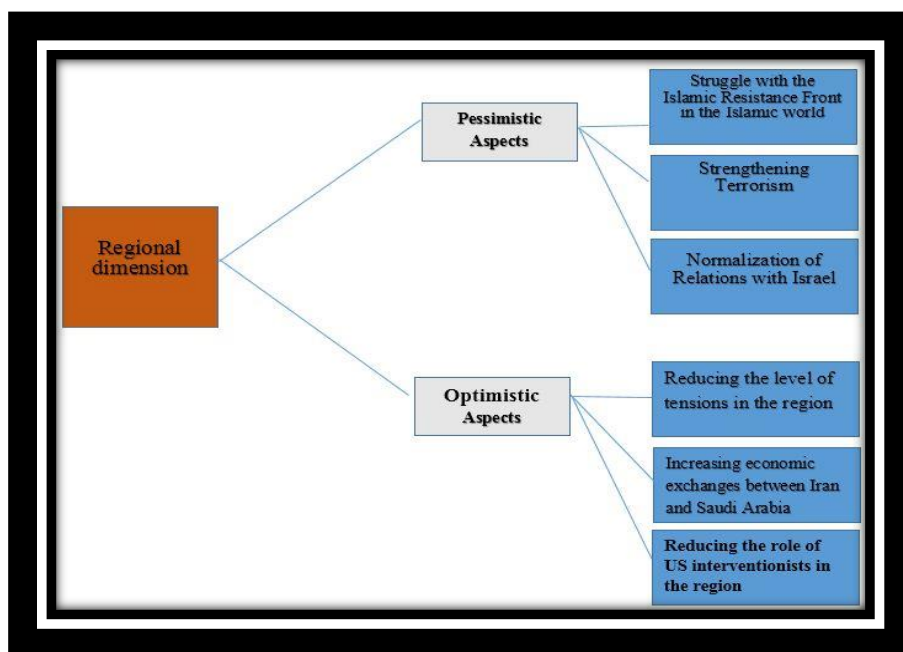 Regional
dimension
Pessimistic
Aspects
Struggle with the
Islamic Resistance Front
in the Islamic world
Strengthening
Terrorism
Normalization of
Relations with Israel
Optimistic
Aspects
Reducing the level of
tensions in the region
Increasing economic
exchanges between Iran
and Saudi Arabia
Reducing the role of
US interventionists in
the region